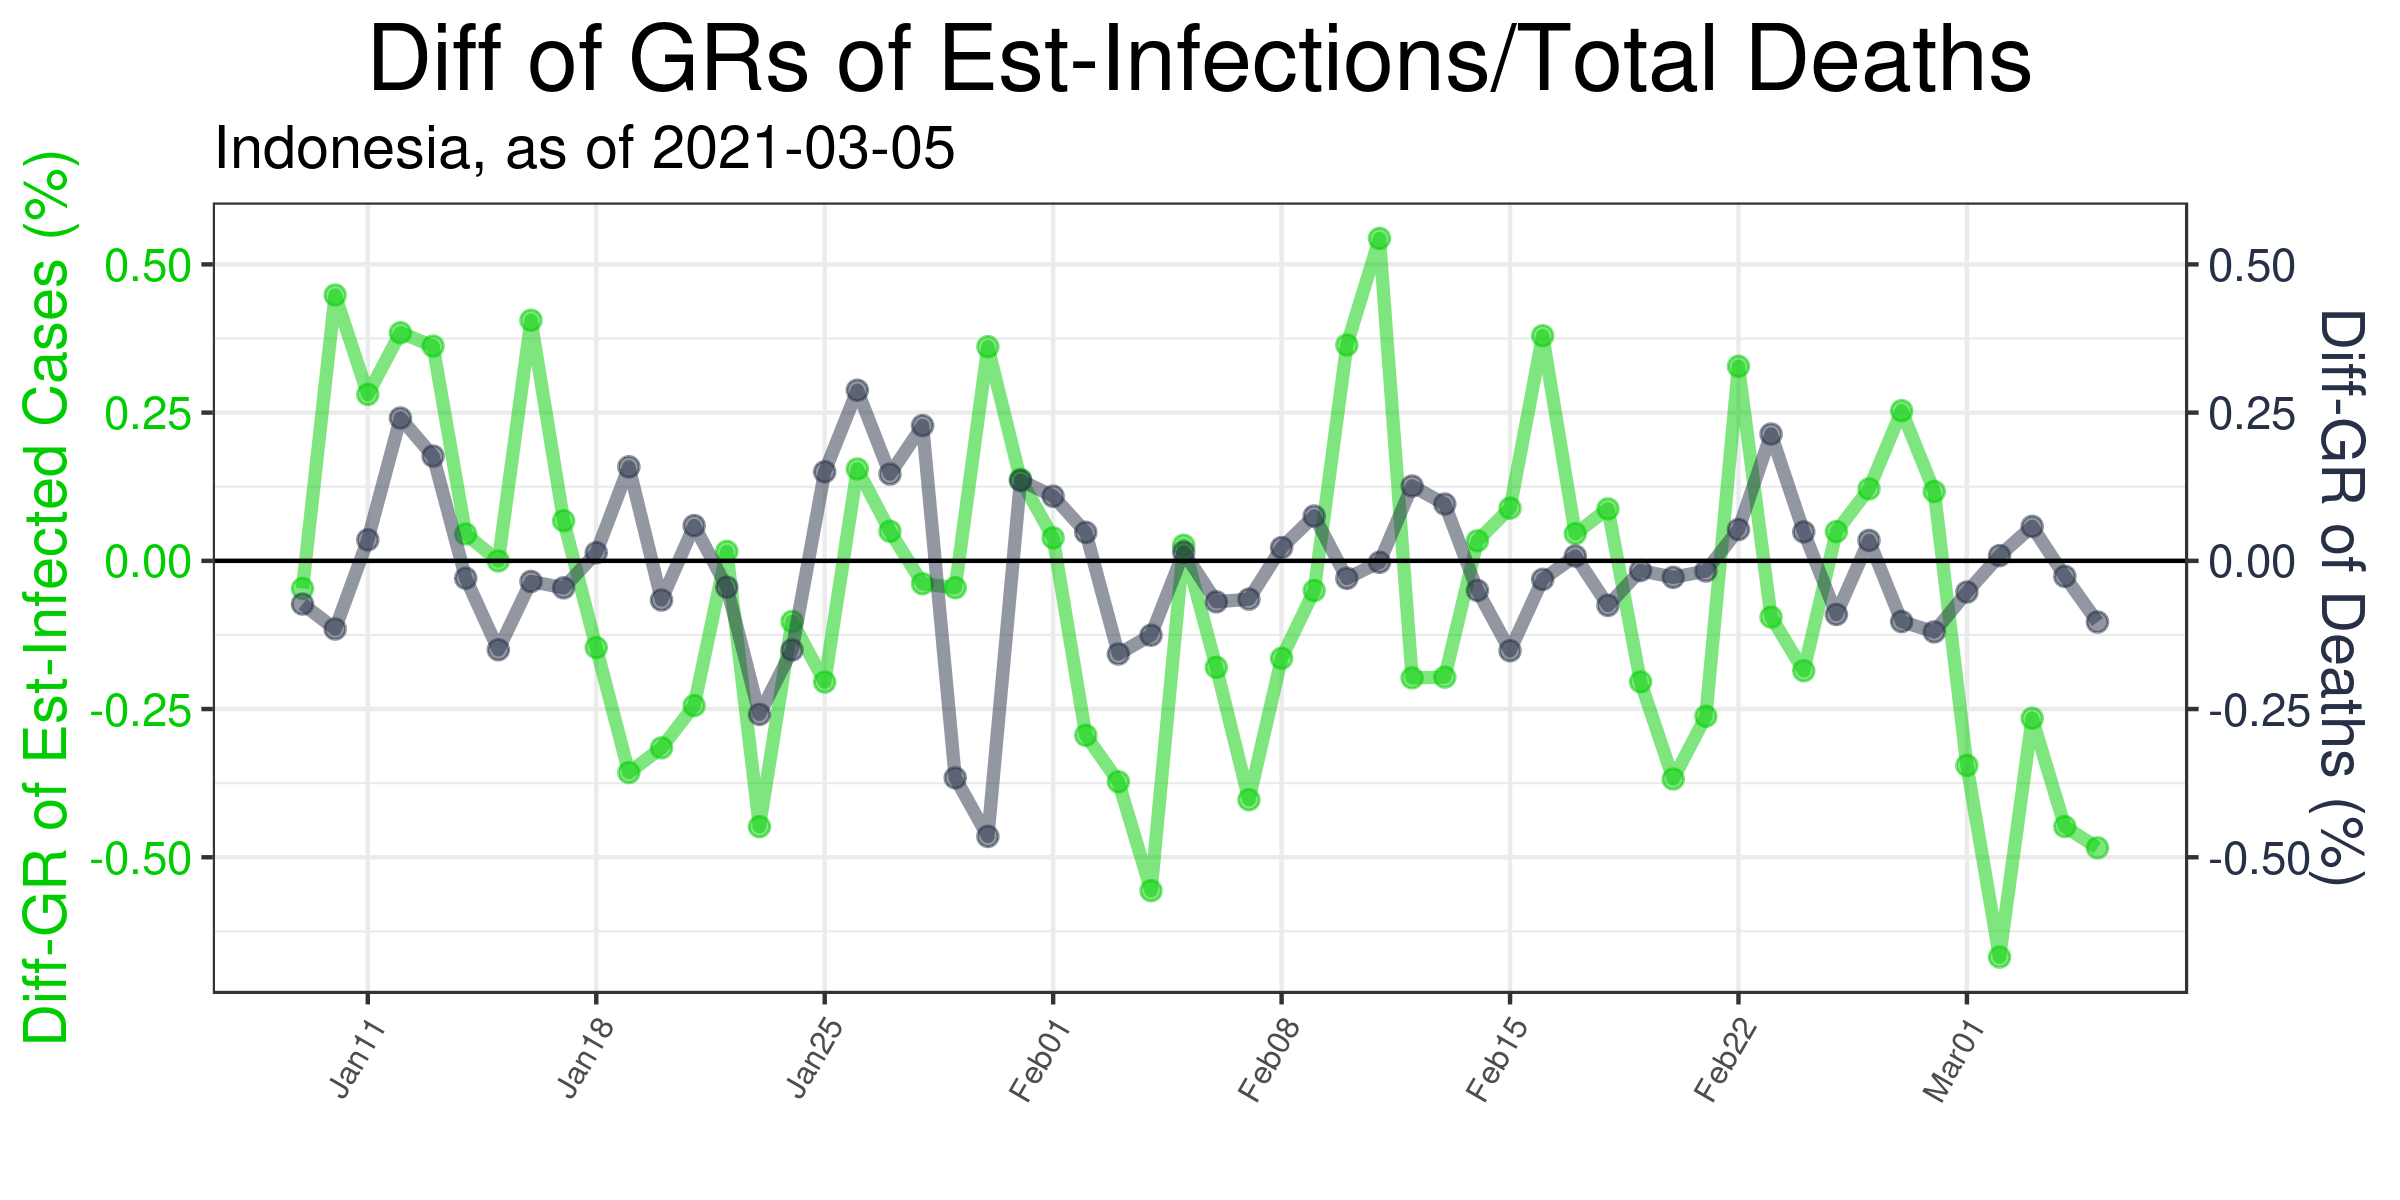 Diff of GRs of Est-Infections/Total Deaths
Indonesia, as of 2021-03-05
Diff-GR of Est-Infected Cases (%)
0.50
0.25
0.00
-0.25
-0.50
0.50
0.25
0.00
-0.25
-0.50
Diff-GR of Deaths (%)
Jan11
Jan18
Jan25
Feb01
Feb08
Feb15
Feb22
Mar01